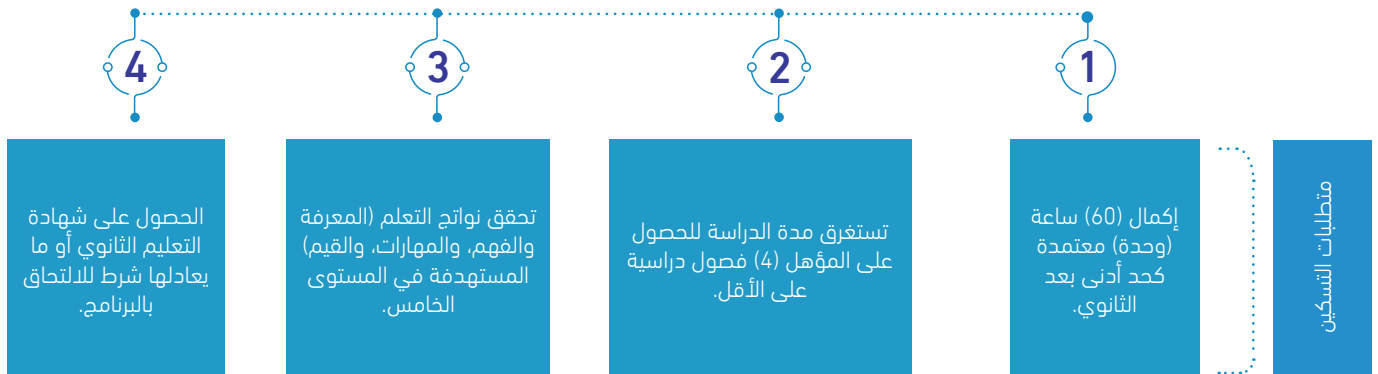 متطلبات التسكين
1
إكمال (60) ساعة
(وحدة) معتمدة
كحد أدنى بعد
الثانوي.
2
تستغرق مدة الدراسة للحصول
على المؤهل (4) فصول دراسية
على الأقل.
3
تحقق نواتج التعلم (المعرفة
والفهم، والمهارات، والقيم)
المستهدفة في المستوى
الخامس.
4
الحصول على شهادة
التعليم الثانوي أو ما
يعادلها شرط للالتحاق
بالبرنامج.